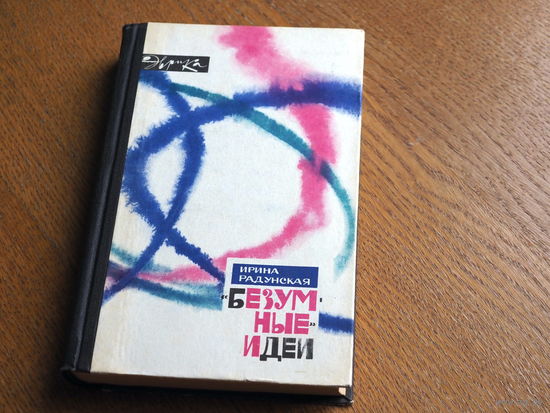 Эврика
ИРИНА
РАДУНСКАЯ
«БЕЗУМ-
НЫЕ»
ИДЕИ